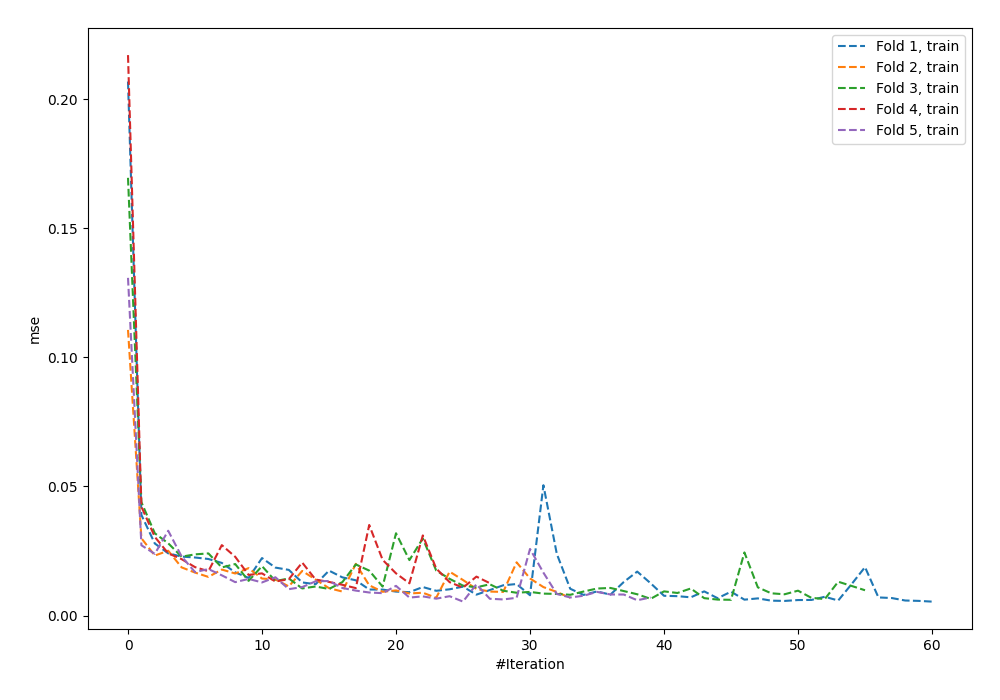 Fold 1, train
Fold 2, train
Fold 3, train
Fold 4, train
Fold 5, train
0.20
0.15
0.10
0.05
0.00
mse
0 10 20 30 40 50 60
#Iteration